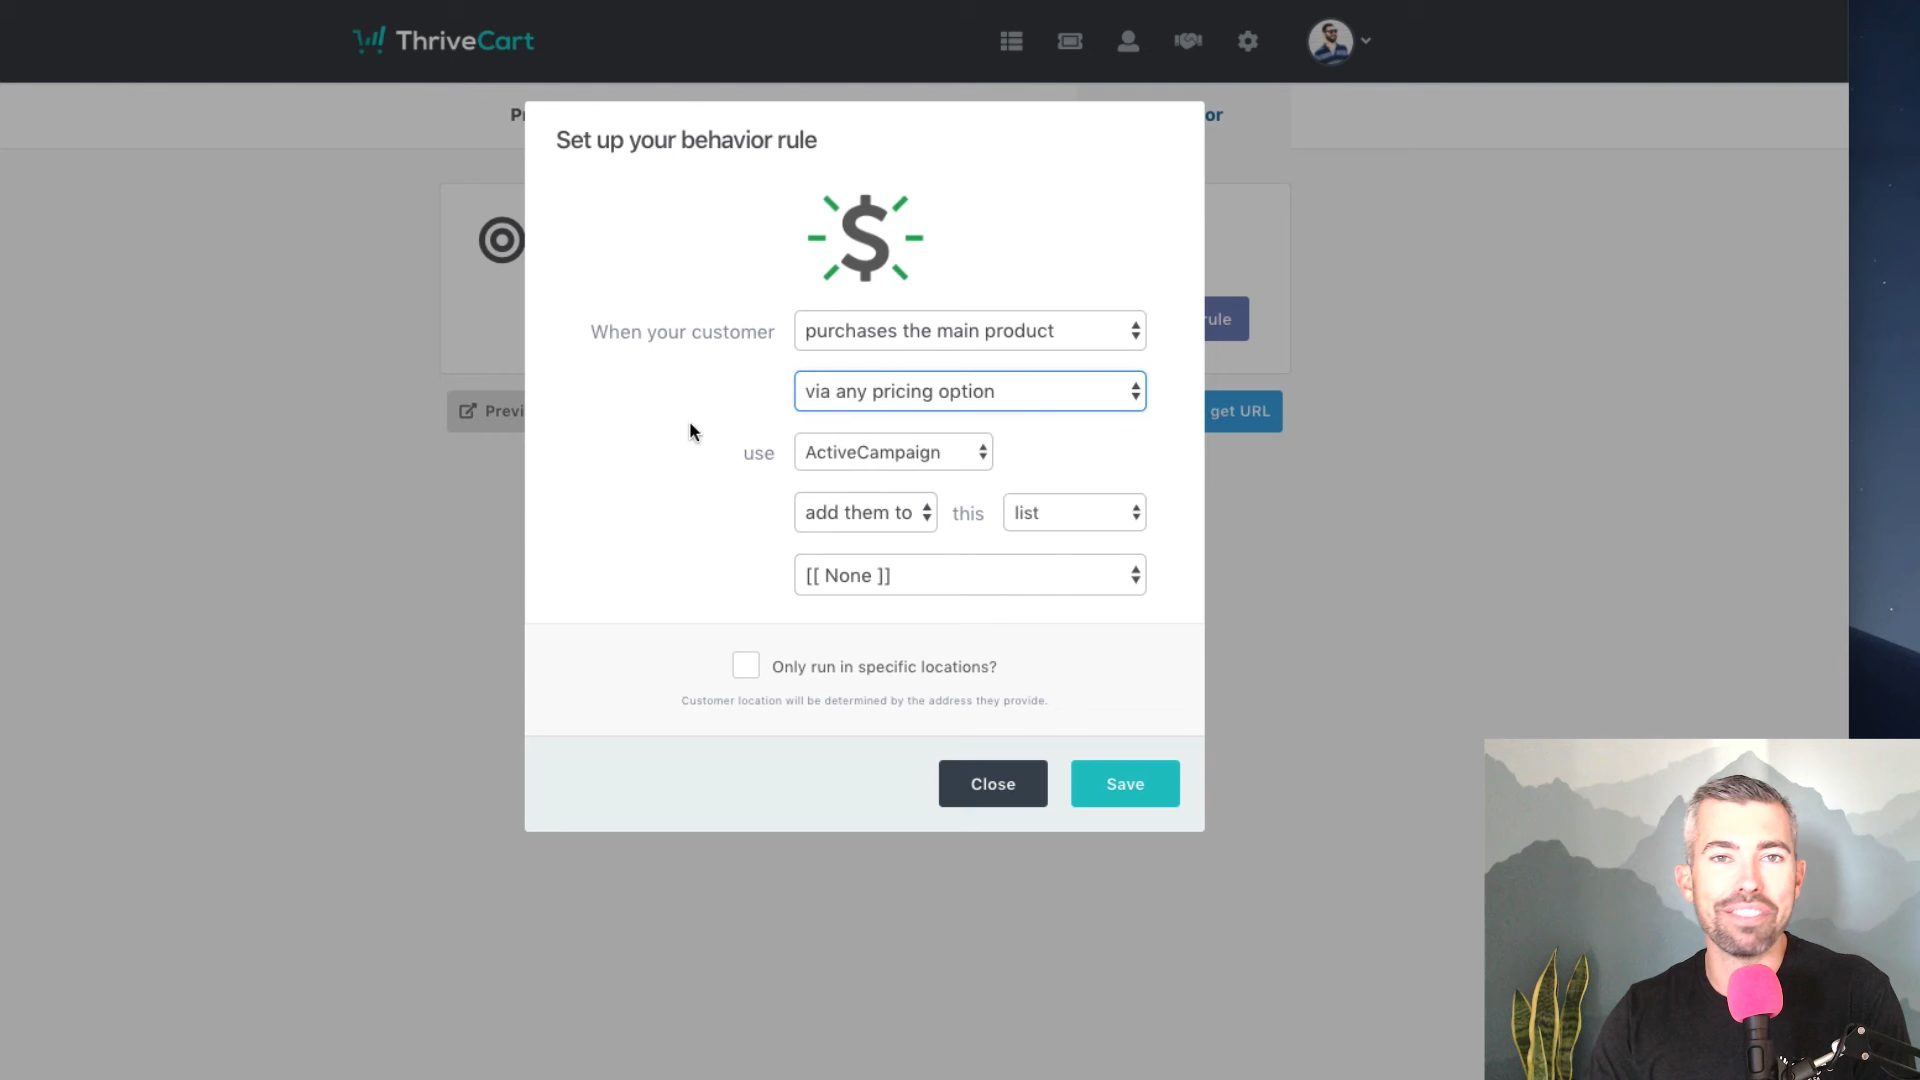 ThriveCart
Pr
or
Set up your behavior rule
When your customer
purchases the main product
via any pricing option
rule
use
ActiveCampaign
add them to
this
list
[[ None ]]
Previ
get URL
Only run in specific locations?
Customer location will be determined by the address they provide.
Close
Save